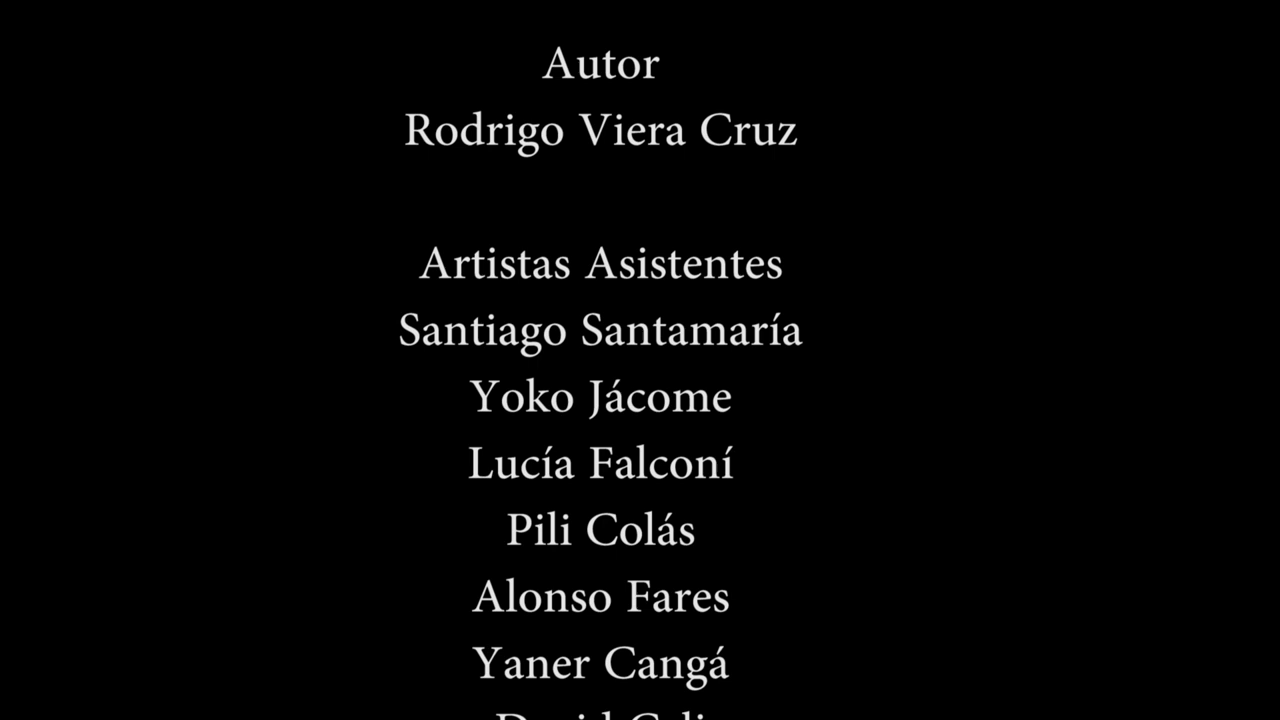 Autor
Rodrigo Viera Cruz
Artistas Asistentes
Santiago Santamaría
Yoko Jácome
Lucía Falconí
Pili Colás
Alonso Fares
Yaner Cangá